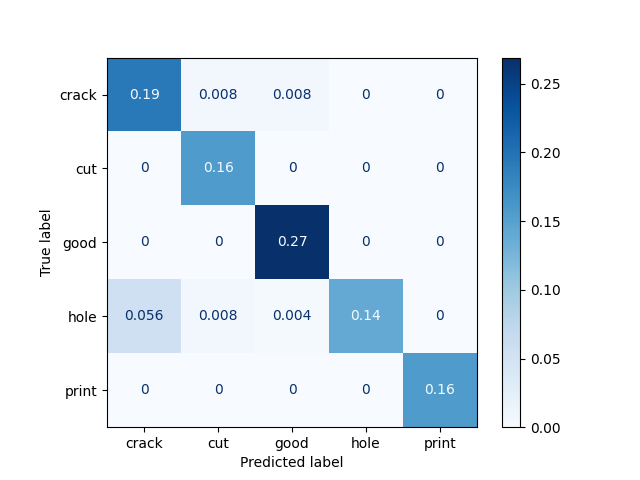 crack 0.19 0.008 0.008 0 0
cut 0 0.16 0 0 0
good 0 0 0.27 0 0
hole 0.056 0.008 0.004 0.14 0
print 0 0 0 0 0.16
crack cut good hole print
Predicted label
True label
0.25
0.20
0.15
0.10
0.05
0.00